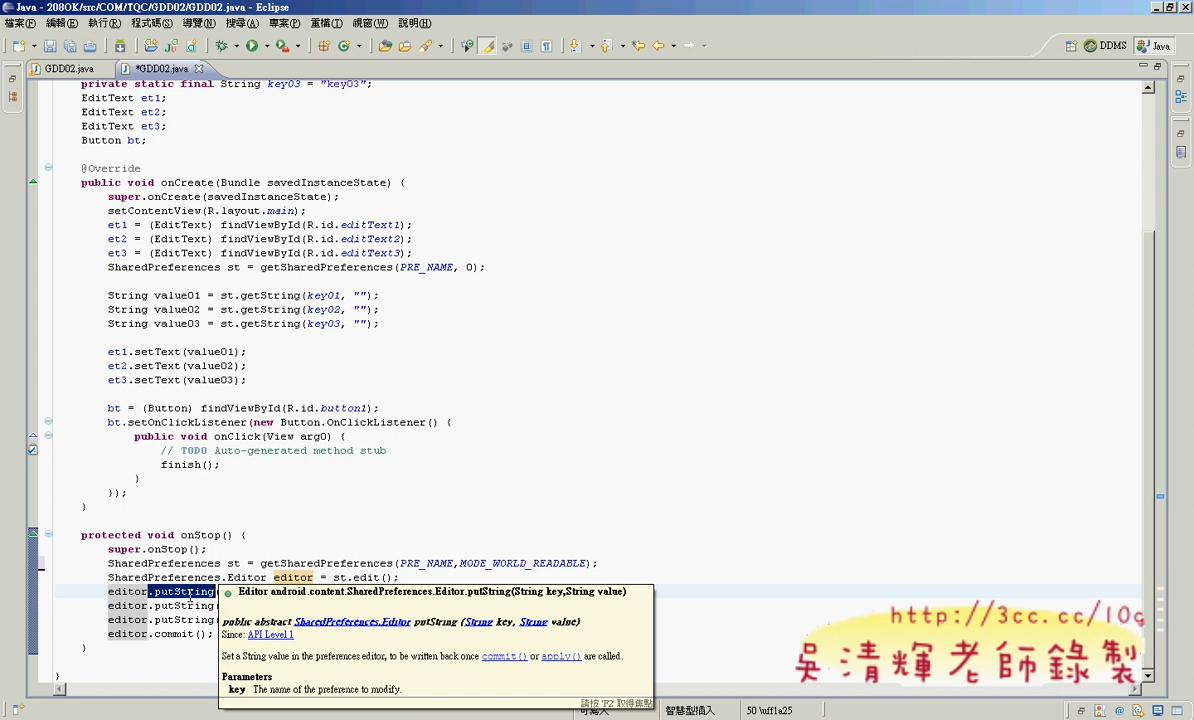 Java - 208OK/src/COM/TQC/GDD02/GDD02.java - Eclipse
檔案(F) 編輯(E) 執行(R) 程式碼(S) 導覽(N) 搜尋(A) 專案(P) 重構(T) 視窗(W) 說明(H)
DDMS Java
GDD02.java *GDD02.java
private static final String key03 = "key03";
EditText et1;
EditText et2;
EditText et3;
Button bt;
@Override
public void onCreate(Bundle savedInstanceState) {
super.onCreate(savedInstanceState);
setContentView(R.layout.main);
et1 = (EditText) findViewById(R.id.editText1);
et2 = (EditText) findViewById(R.id.editText2);
et3 = (EditText) findViewById(R.id.editText3);
SharedPreferences st = getSharedPreferences(PRE_NAME, 0);
String value01 = st.getString(key01, "");
String value02 = st.getString(key02, "");
String value03 = st.getString(key03, "");
et1.setText(value01);
et2.setText(value02);
et3.setText(value03);
bt = (Button) findViewById(R.id.button1);
bt.setOnClickListener(new Button.OnClickListener() {
public void onClick(View arg0) {
// TODO Auto-generated method stub
finish();
}
});
}
protected void onStop() {
super.onStop();
SharedPreferences st = getSharedPreferences(PRE_NAME,MODE_WORLD_READABLE);
SharedPreferences.Editor editor = st.edit();
editor.putString(
editor.putString(
editor.putString(
editor.commit();
}
}
Editor android.content.SharedPreferences.Editor.putString(String key,String value)
public abstract SharedPreferences.Editor putString (String key, String value)
Since: API Level 1
Set a String value in the preferences editor, to be written back once commit() or apply() are called.
Parameters
key The name of the preference to modify.
請按 'F2' 取得焦點
http://3cc.cc/10g
吳清輝老師錄製
可寫入 智慧型插入 50 \uff1a25